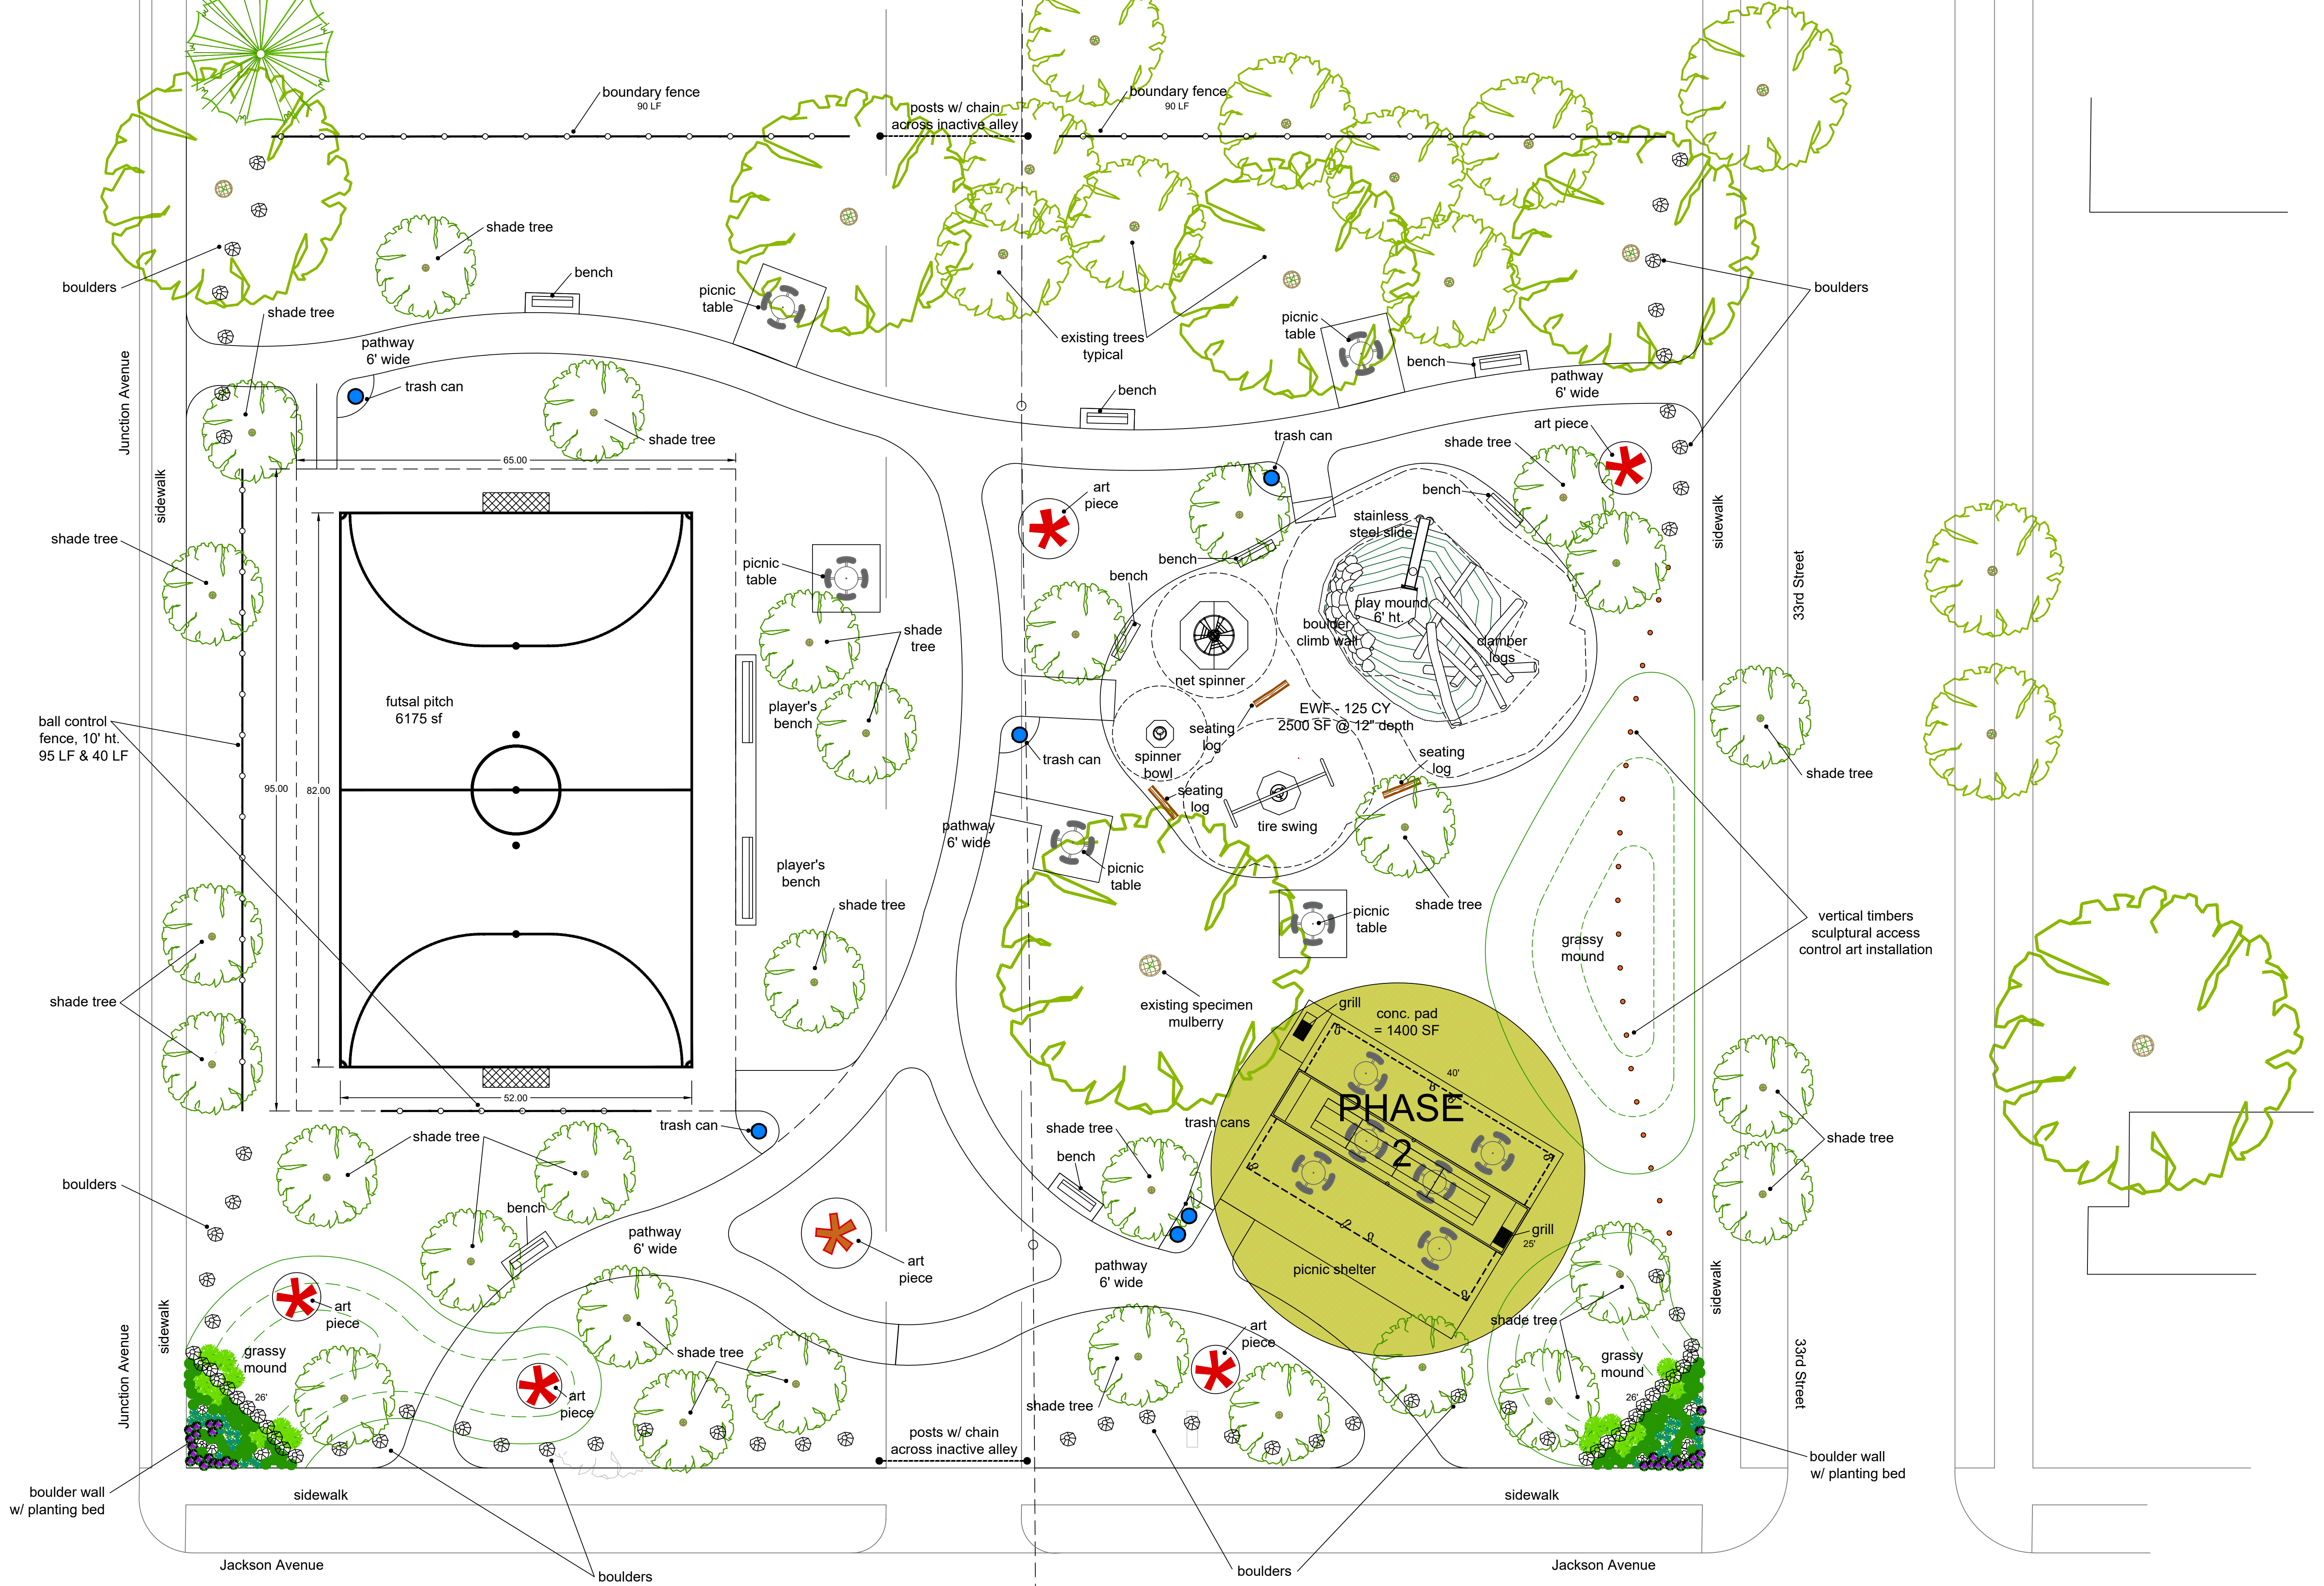 boundary fence
90 LF
posts w/ chain
across inactive alley
boundary fence
90 LF
shade tree
bench
picnic
table
boulders
shade tree
picnic
table
boulders
existing trees
typical
pathway
6' wide
trash can
bench
bench
pathway
6' wide
Junction Avenue
sidewalk
shade tree
trash can
shade tree
art piece
65.00
art
piece
bench
stainless
steel slide
sidewalk
33rd Street
shade tree
picnic
table
bench
bench
play mound
6' ht.
boulder
climb wall
clamber
logs
shade
tree
net spinner
futsal pitch
6175 sf
player's
bench
EWF - 125 CY
2500 SF @ 12" depth
seating
log
ball control
fence, 10' ht.
95 LF & 40 LF
95.00
82.00
trash can
spinner
bowl
seating
log
seating
log
shade tree
tire swing
pathway
6' wide
player's
bench
picnic
table
shade tree
shade tree
picnic
table
vertical timbers
sculptural access
control art installation
grassy
mound
shade tree
existing specimen
mulberry
grill
conc. pad
= 1400 SF
40'
PHASE
2
52.00
trash can
shade tree
shade tree
trash cans
bench
shade tree
boulders
bench
pathway
6' wide
art
piece
pathway
6' wide
grill
25'
picnic shelter
sidewalk
sidewalk
art
piece
art
piece
shade tree
grassy
mound
shade tree
grassy
mound
Junction Avenue
33rd Street
26'
art
piece
shade tree
26'
posts w/ chain
across inactive alley
boulder wall
w/ planting bed
boulder wall
w/ planting bed
sidewalk
sidewalk
Jackson Avenue
Jackson Avenue
boulders
boulders